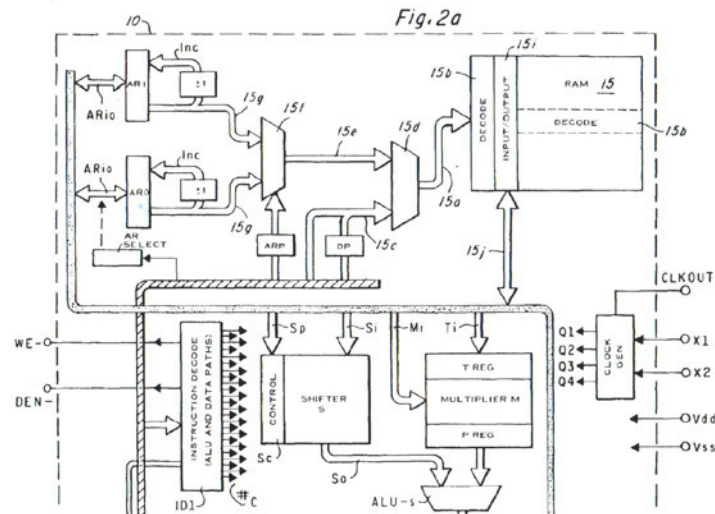 Fig.2a
10
Inc
15i
15b
AR1
±1
15g
15f
15d
RAM 15
ARio
15e
DECODE
INPUT/OUTPUT
DECODE
15b
Inc
ARio
AR0
±1
15a
15g
15c
ARP
DP
AR SELECT
15j
CLKOUT
Sp
Si
Mi
Ti
WE-
Q1
Q2
Q3
Q4
CLOCK GEN
X1
X2
INSTRUCTION DECODE
(ALU AND DATA PATHS)
CONTROL
SHIFTER
S
T REG
MULTIPLIER M
P REG
DEN-
Vdd
Vss
Sc
So
ID1
#C
ALU-s